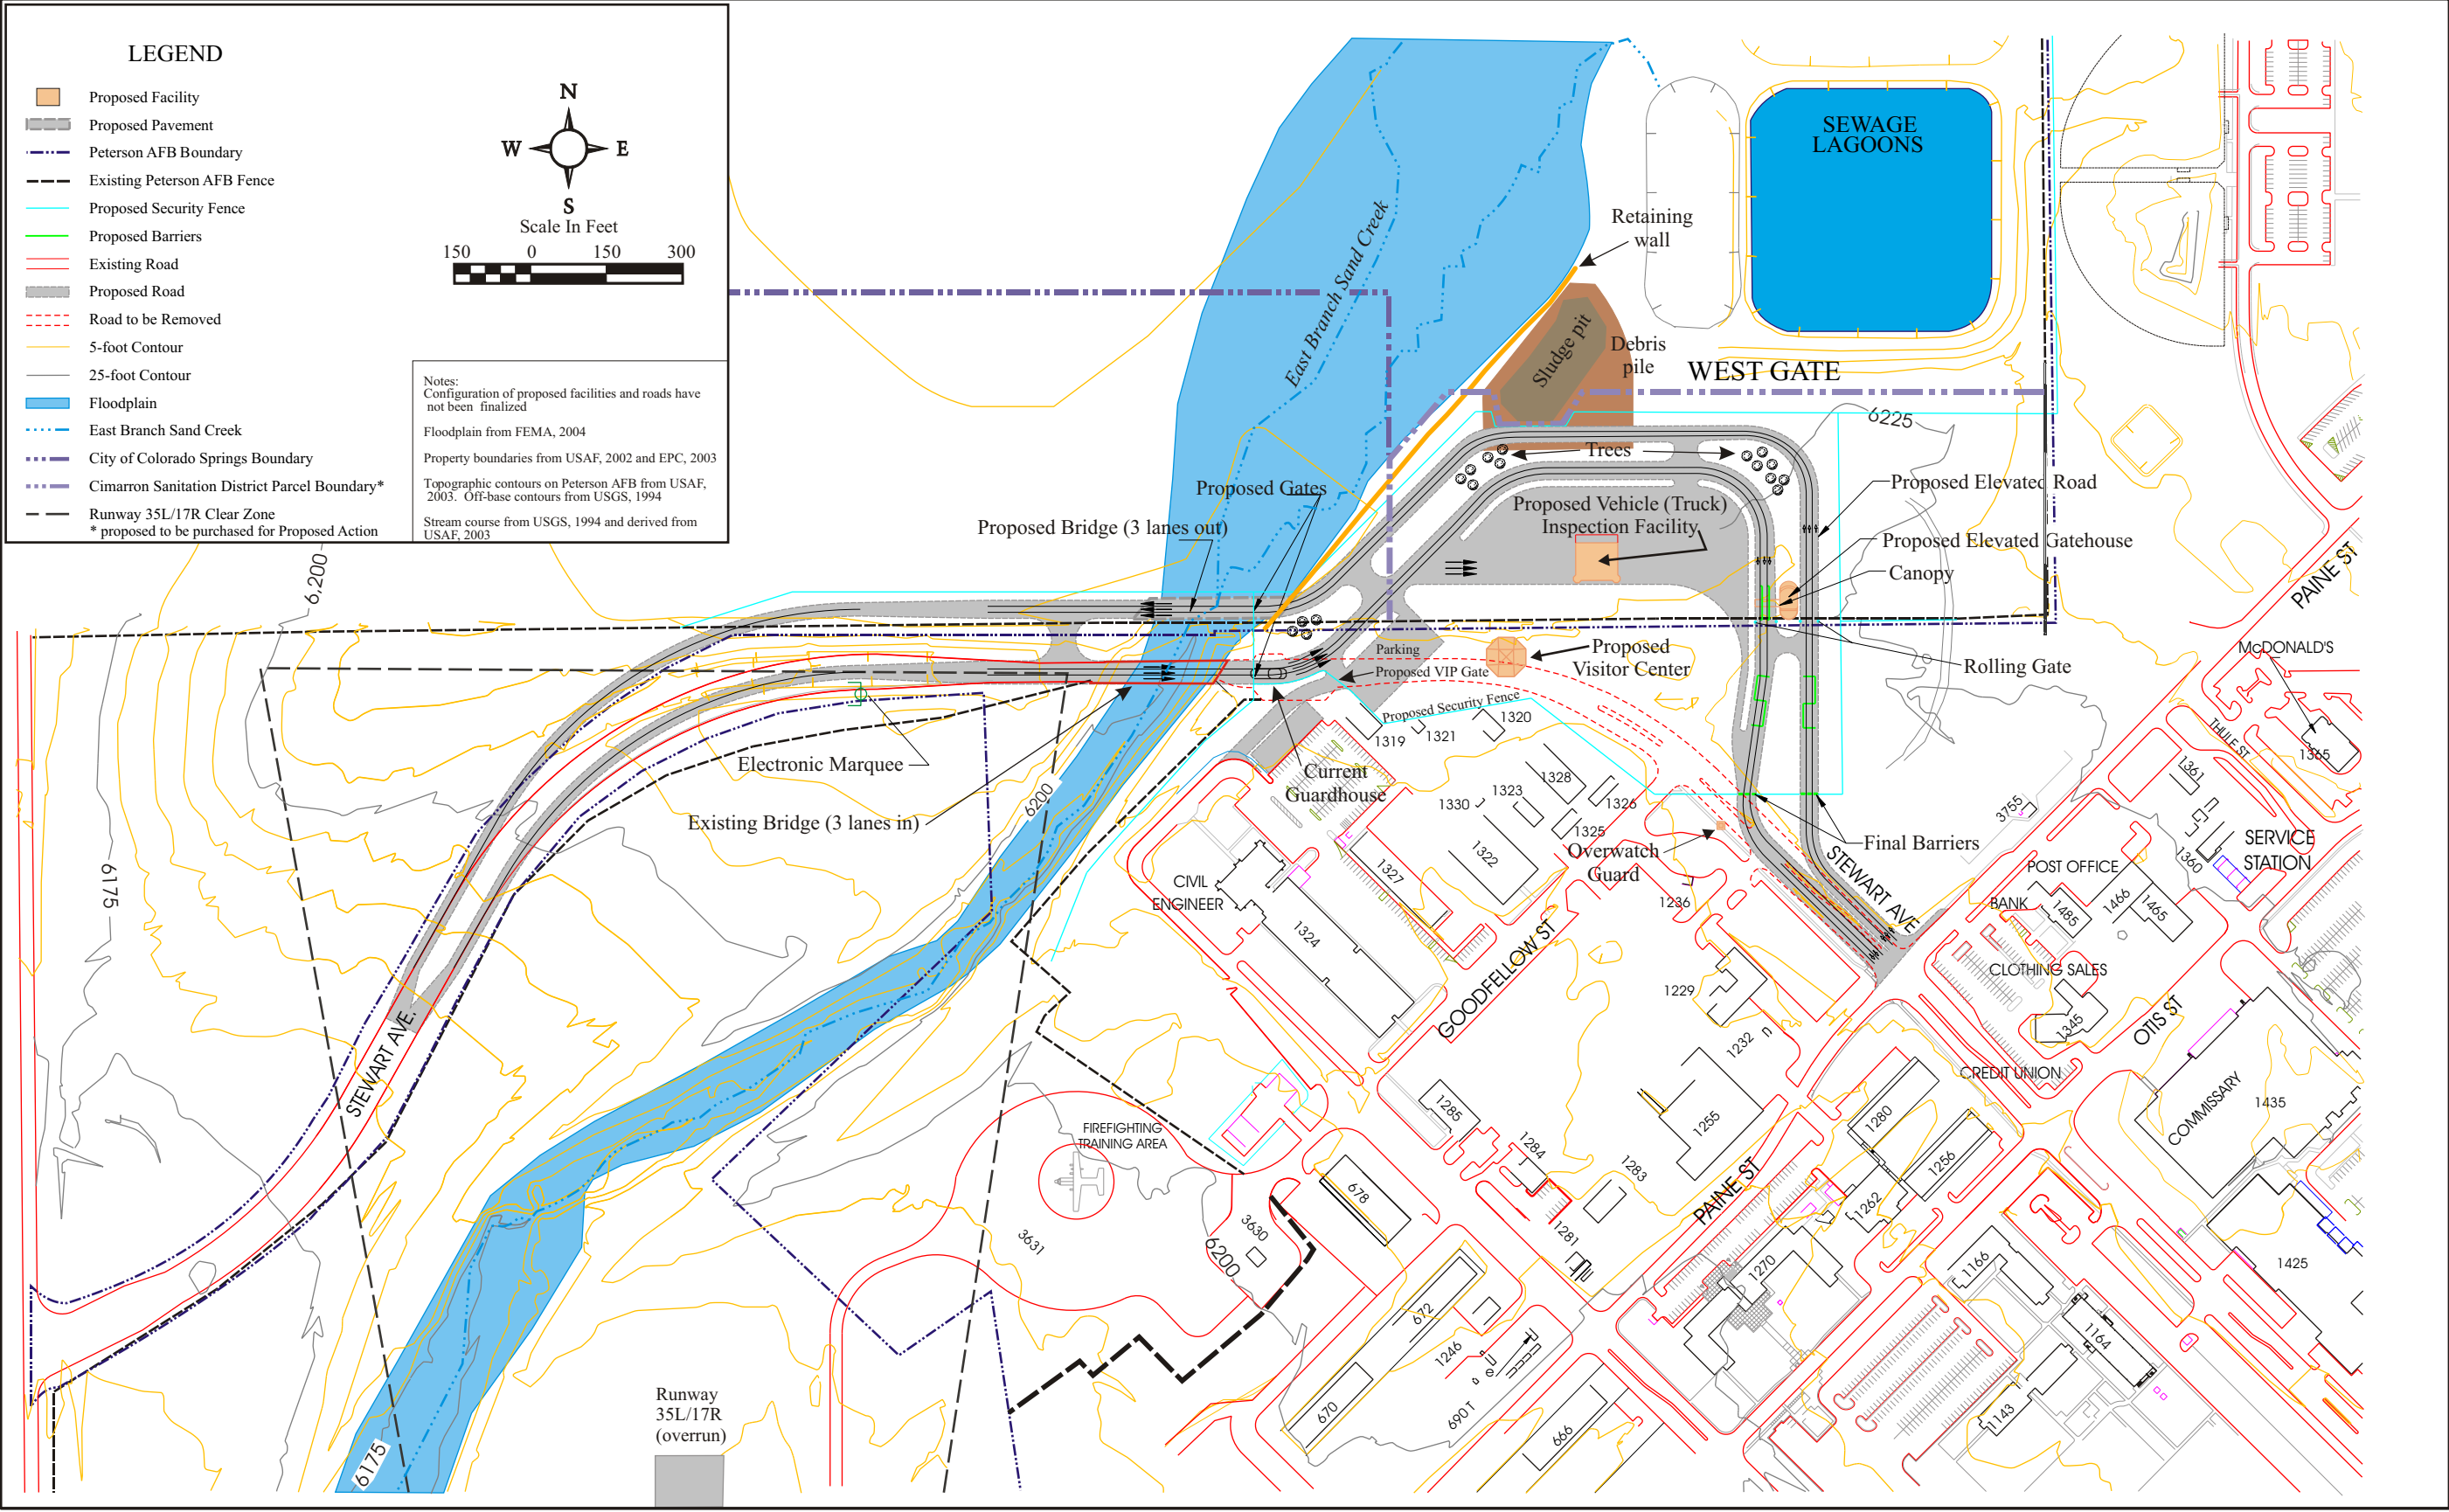 LEGEND
Proposed Facility
Proposed Pavement
Peterson AFB Boundary
Existing Peterson AFB Fence
Proposed Security Fence
Proposed Barriers
Existing Road
Proposed Road
Road to be Removed
5-foot Contour
25-foot Contour
Floodplain
East Branch Sand Creek
City of Colorado Springs Boundary
Cimarron Sanitation District Parcel Boundary*
Runway 35L/17R Clear Zone
* proposed to be purchased for Proposed Action
N
W
E
S
Scale In Feet
150 0 150 300
Notes:
Configuration of proposed facilities and roads have
not been finalized
Floodplain from FEMA, 2004
Property boundaries from USAF, 2002 and EPC, 2003
Topographic contours on Peterson AFB from USAF,
2003. Off-base contours from USGS, 1994
Stream course from USGS, 1994 and derived from
USAF, 2003
SEWAGE
LAGOONS
Retaining
wall
East Branch Sand Creek
Sludge pit
Debris
pile
WEST GATE
6225
Trees
Proposed Gates
Proposed Elevated Road
Proposed Vehicle (Truck)
Inspection Facility
Proposed Bridge (3 lanes out)
Proposed Elevated Gatehouse
Canopy
6,200
PAINE ST
Proposed
Visitor Center
Parking
Proposed VIP Gate
Rolling Gate
McDONALD'S
Proposed Security Fence
1320
1319
1321
THULE ST
1365
Electronic Marquee
Current
Guardhouse
1328
1361
1323
1330
1326
6200
3755
Existing Bridge (3 lanes in)
1325
Overwatch
Guard
Final Barriers
SERVICE
STATION
1322
STEWART AVE
1360
POST OFFICE
6175
CIVIL
ENGINEER
1327
1236
BANK
1485
1466
1465
1324
GOODFELLOW ST
1229
CLOTHING SALES
1345
OTIS ST
STEWART AVE.
1232
CREDIT UNION
1285
1255
1280
COMMISSARY
1435
FIREFIGHTING
TRAINING AREA
1284
1283
1256
678
PAINE ST
1262
3631
3630
6200
1281
1270
1166
1425
672
1246
1164
Runway
35L/17R
(overrun)
670
690 T
666
1143
6175